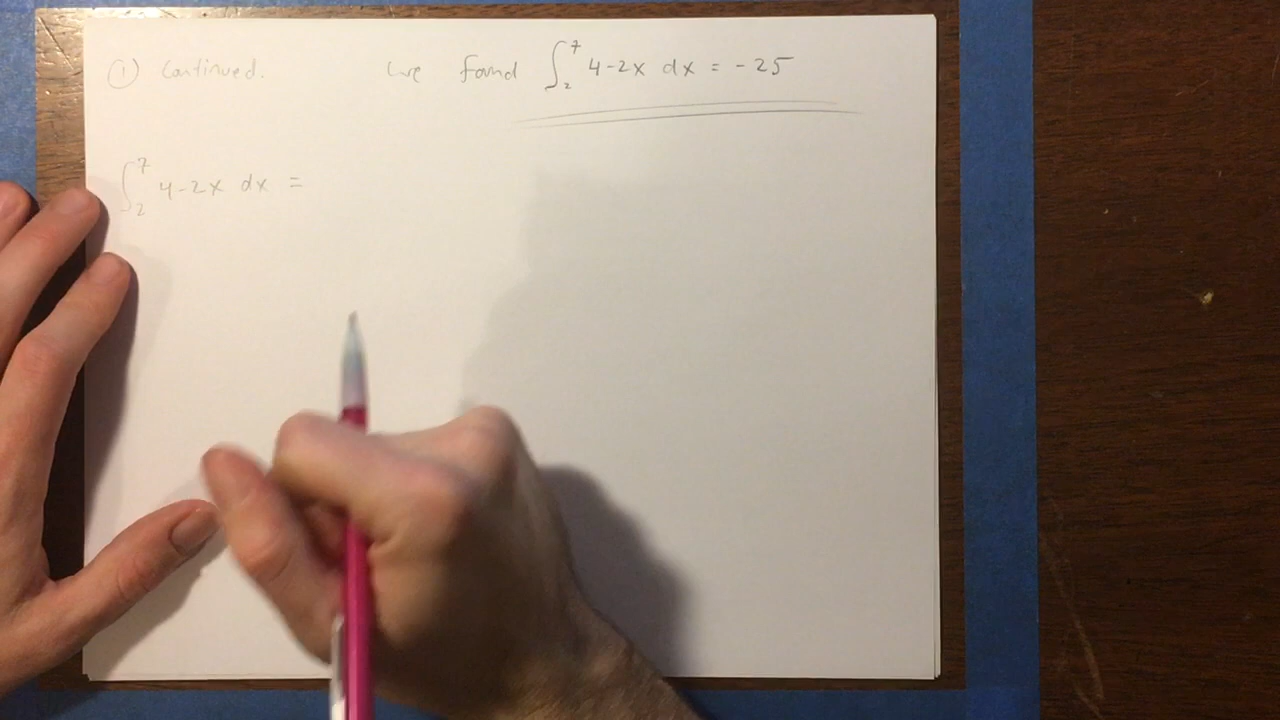 ① Continued. We found ∫₂⁷ 4-2x dx = -25
∫₂⁷ 4-2x dx =